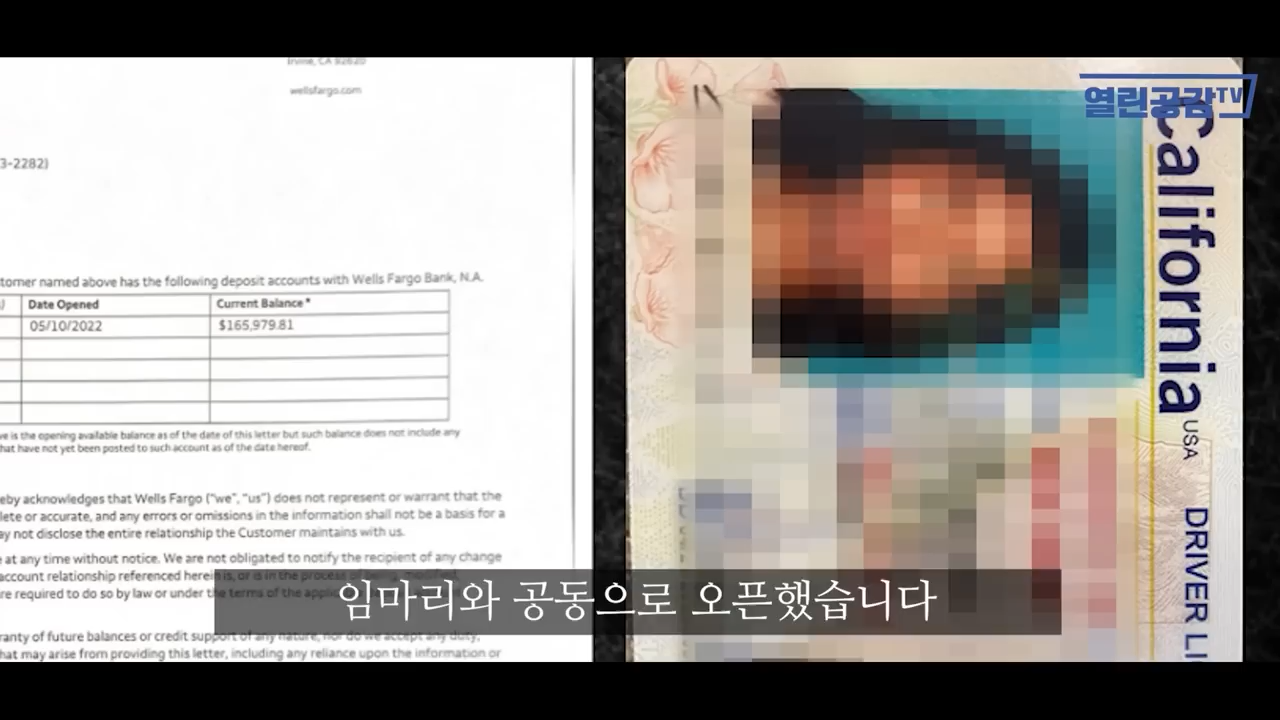 Irvine, CA 92620
wellsfargo.com
3-2282)
tomer named above has the following deposit accounts with Wells Fargo Bank, N.A.
Date Opened Current Balance*
05/10/2022 $165,979.81
ve is the opening available balance as of the date of this letter but such balance does not include any
hat have not yet been posted to such account as of the date hereof.
eby acknowledges that Wells Fargo ("we", "us") does not represent or warrant that the
lete or accurate, and any errors or omissions in the information shall not be a basis for a
ay not disclose the entire relationship the Customer maintains with us.
e at any time without notice. We are not obligated to notify the recipient of any change
account relationship referenced herein is, or is in the process of being, modified,
re required to do so by law or under the terms of the
ranty of future balances or credit support of any nature, nor do we accept any duty,
hat may arise from providing this letter, including any reliance upon the information or
열린공감TV
California
USA
DRIVER LI
임마리와 공동으로 오픈했습니다